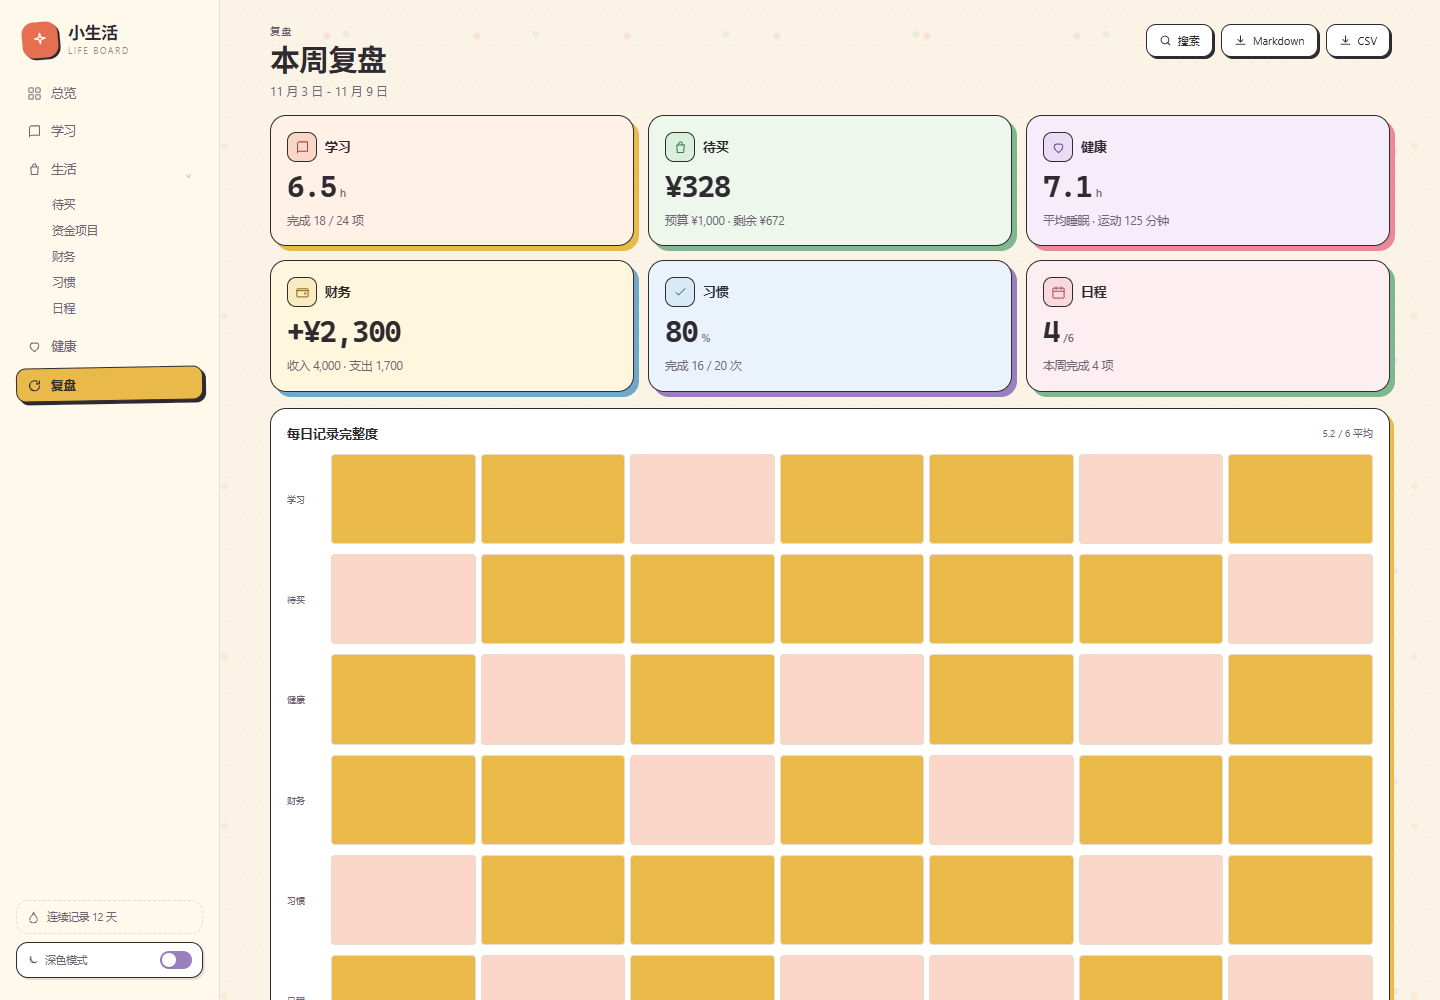 小生活
LIFE BOARD
总览
学习
生活
待买
资金项目
财务
习惯
日程
健康
复盘
连续记录 12 天
深色模式
复盘
本周复盘
11 月 3 日 - 11 月 9 日
搜索
Markdown
CSV
学习
6.5 h
完成 18 / 24 项
待买
¥328
预算 ¥1,000 · 剩余 ¥672
健康
7.1 h
平均睡眠 · 运动 125 分钟
财务
+¥2,300
收入 4,000 · 支出 1,700
习惯
80 %
完成 16 / 20 次
日程
4 /6
本周完成 4 项
每日记录完整度
5.2 / 6 平均
学习
待买
健康
财务
习惯
日程